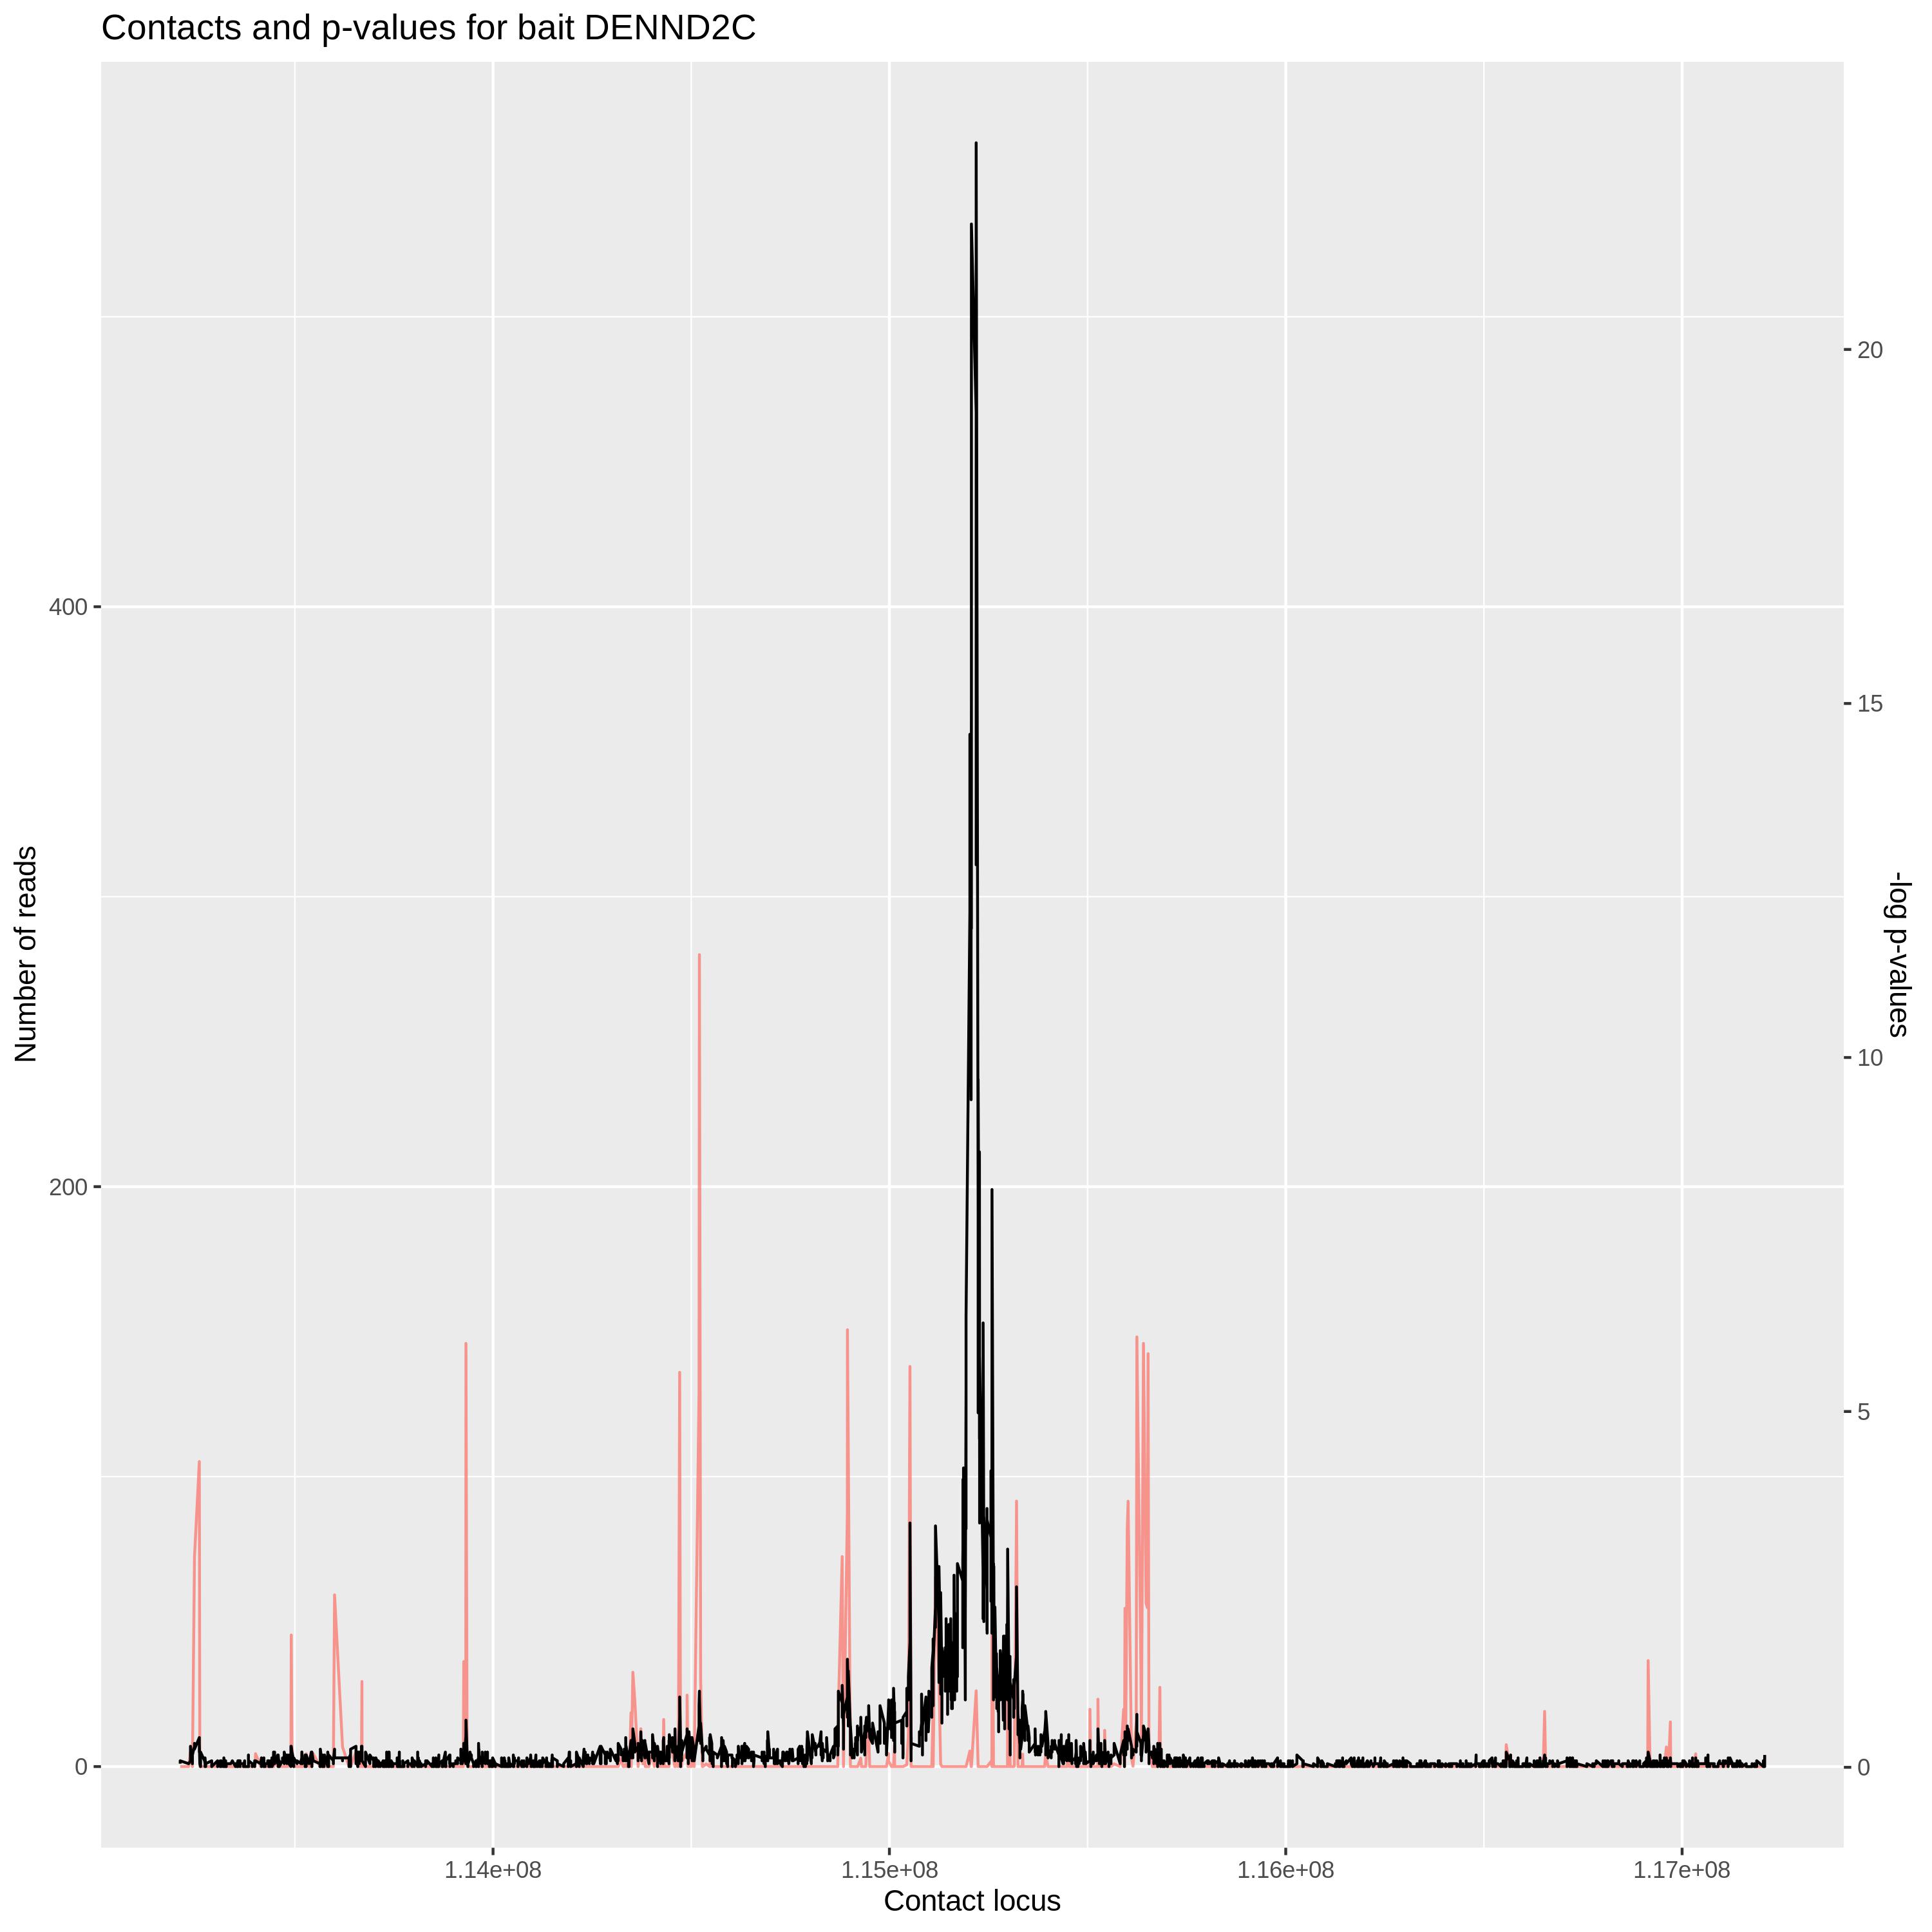 Contacts and p-values for bait DENND2C
Number of reads
400
200
0
20
15
10
5
0
-log p-values
1.14e+08
1.15e+08
1.16e+08
1.17e+08
Contact locus